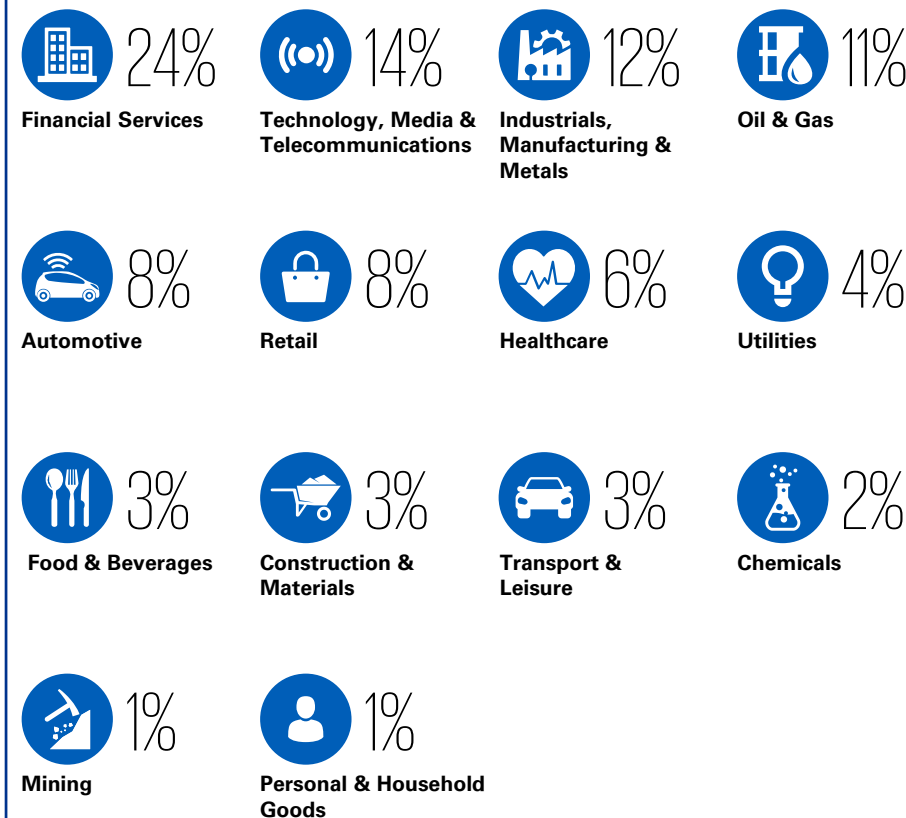 24%
Financial Services
14%
Technology, Media &
Telecommunications
12%
Industrials,
Manufacturing &
Metals
11%
Oil & Gas
8%
Automotive
8%
Retail
6%
Healthcare
4%
Utilities
3%
Food & Beverages
3%
Construction &
Materials
3%
Transport &
Leisure
2%
Chemicals
1%
Mining
1%
Personal & Household
Goods